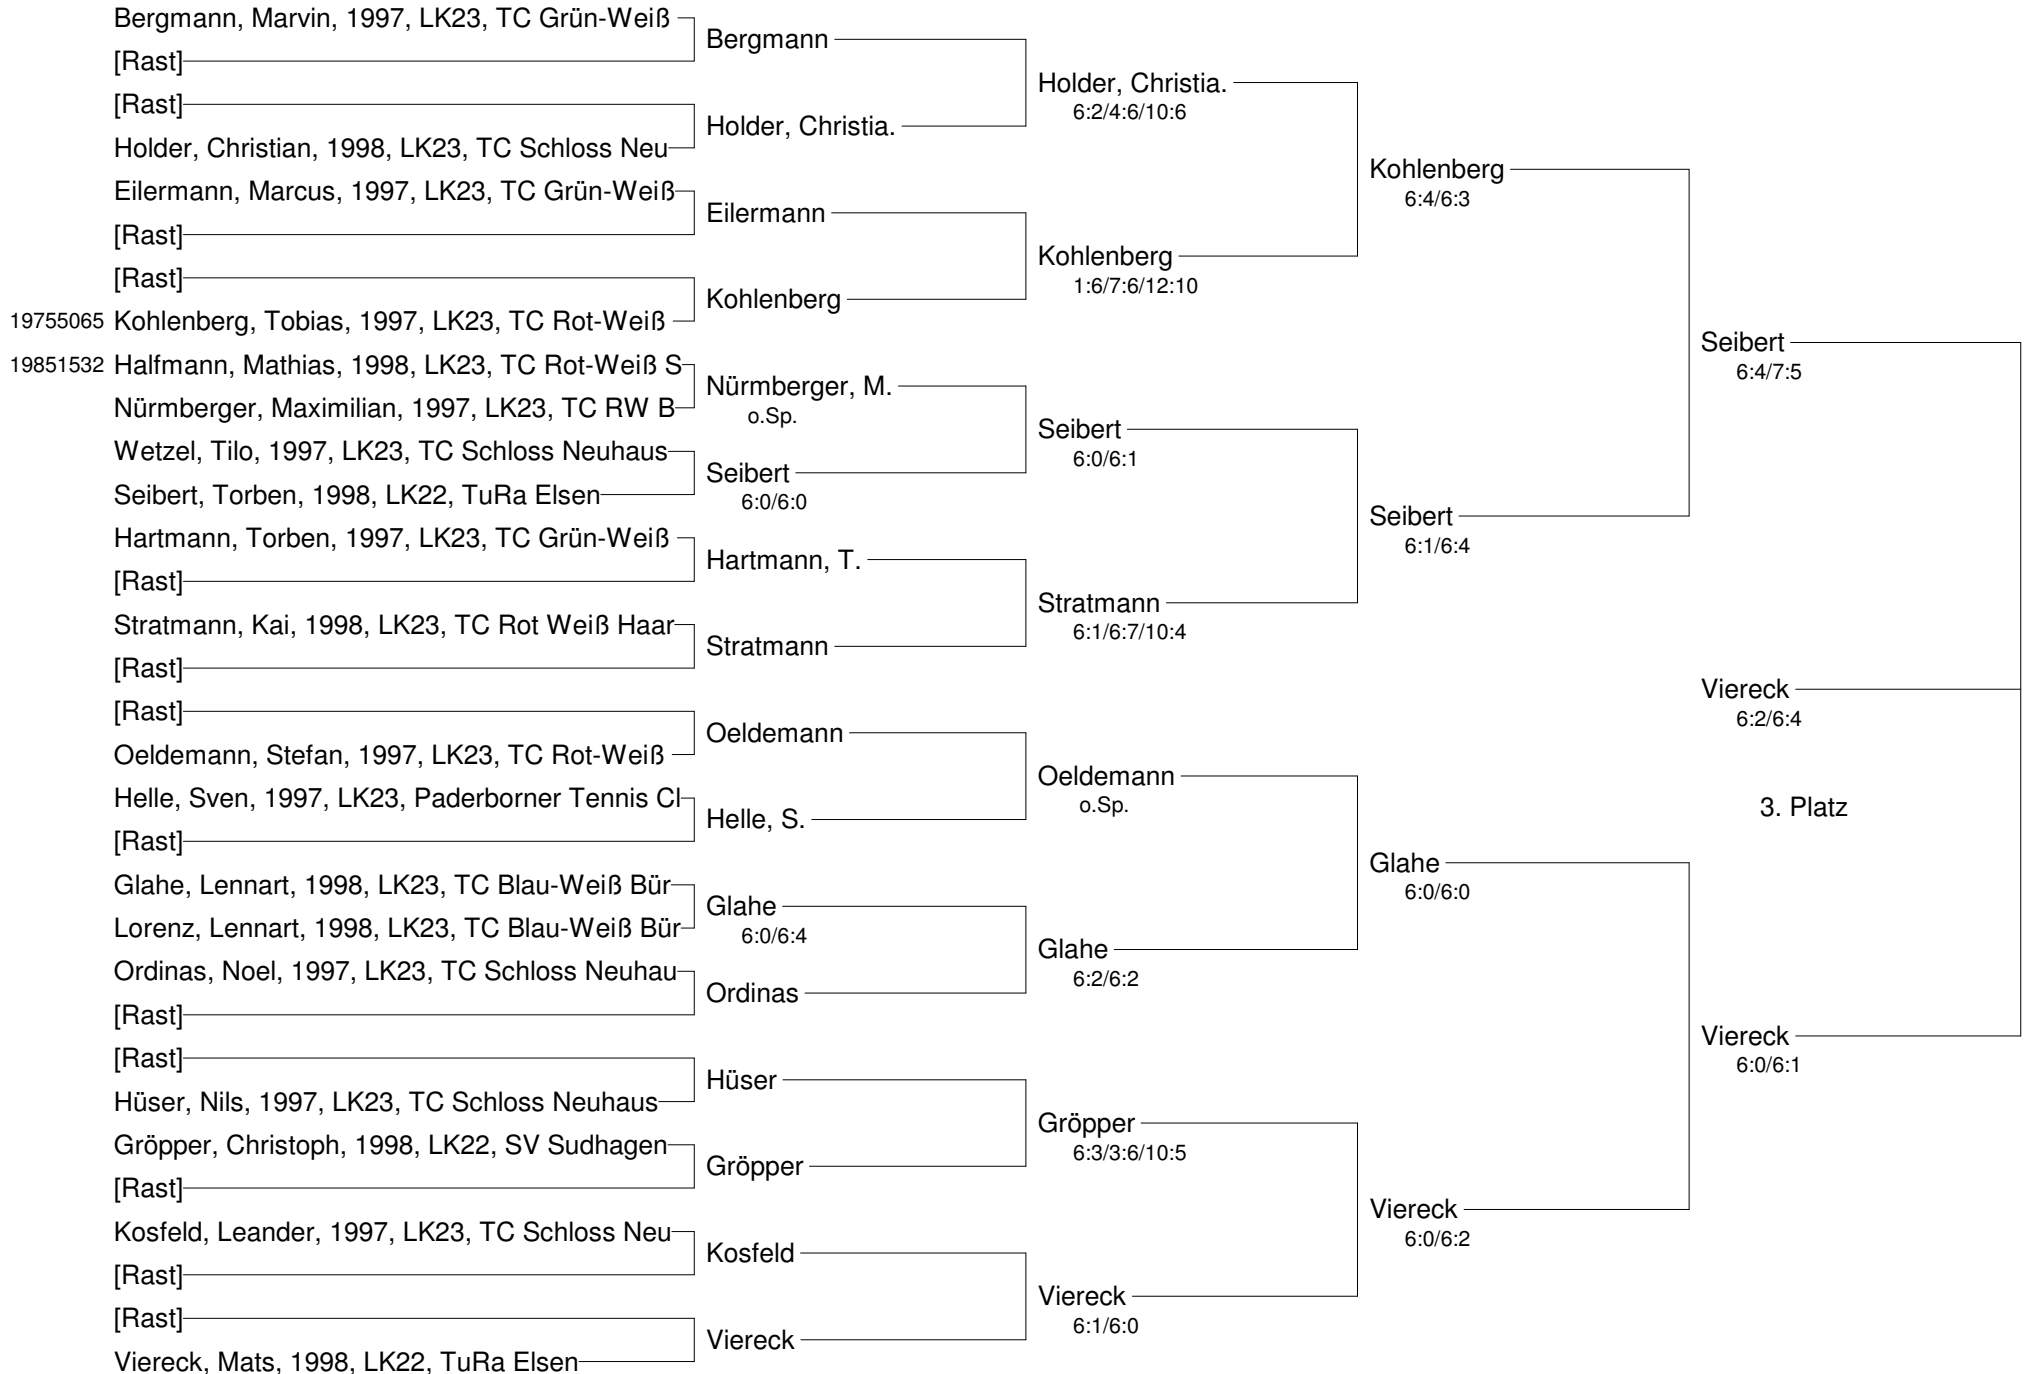 Bergmann, Marvin, 1997, LK23, TC Grün-Weiß
[Rast]
[Rast]
Holder, Christian, 1998, LK23, TC Schloss Neu
Eilermann, Marcus, 1997, LK23, TC Grün-Weiß
[Rast]
[Rast]
19755065 Kohlenberg, Tobias, 1997, LK23, TC Rot-Weiß
19851532 Halfmann, Mathias, 1998, LK23, TC Rot-Weiß S
Nürmberger, Maximilian, 1997, LK23, TC RW B
Wetzel, Tilo, 1997, LK23, TC Schloss Neuhaus
Seibert, Torben, 1998, LK22, TuRa Elsen
Hartmann, Torben, 1997, LK23, TC Grün-Weiß
[Rast]
Stratmann, Kai, 1998, LK23, TC Rot Weiß Haar
[Rast]
[Rast]
Oeldemann, Stefan, 1997, LK23, TC Rot-Weiß
Helle, Sven, 1997, LK23, Paderborner Tennis Cl
[Rast]
Glahe, Lennart, 1998, LK23, TC Blau-Weiß Bür
Lorenz, Lennart, 1998, LK23, TC Blau-Weiß Bür
Ordinas, Noel, 1997, LK23, TC Schloss Neuhau
[Rast]
[Rast]
Hüser, Nils, 1997, LK23, TC Schloss Neuhaus
Gröpper, Christoph, 1998, LK22, SV Sudhagen
[Rast]
Kosfeld, Leander, 1997, LK23, TC Schloss Neu
[Rast]
[Rast]
Viereck, Mats, 1998, LK22, TuRa Elsen
Bergmann
Holder, Christia.
Eilermann
Kohlenberg
Nürmberger, M.
o.Sp.
Seibert
6:0/6:0
Hartmann, T.
Stratmann
Oeldemann
Helle, S.
Glahe
6:0/6:4
Ordinas
Hüser
Gröpper
Kosfeld
Viereck
Holder, Christia.
6:2/4:6/10:6
Kohlenberg
1:6/7:6/12:10
Seibert
6:0/6:1
Stratmann
6:1/6:7/10:4
Oeldemann
o.Sp.
Glahe
6:2/6:2
Gröpper
6:3/3:6/10:5
Viereck
6:1/6:0
Kohlenberg
6:4/6:3
Seibert
6:1/6:4
Glahe
6:0/6:0
Viereck
6:0/6:2
Seibert
6:4/7:5
Viereck
6:2/6:4
3. Platz
Viereck
6:0/6:1